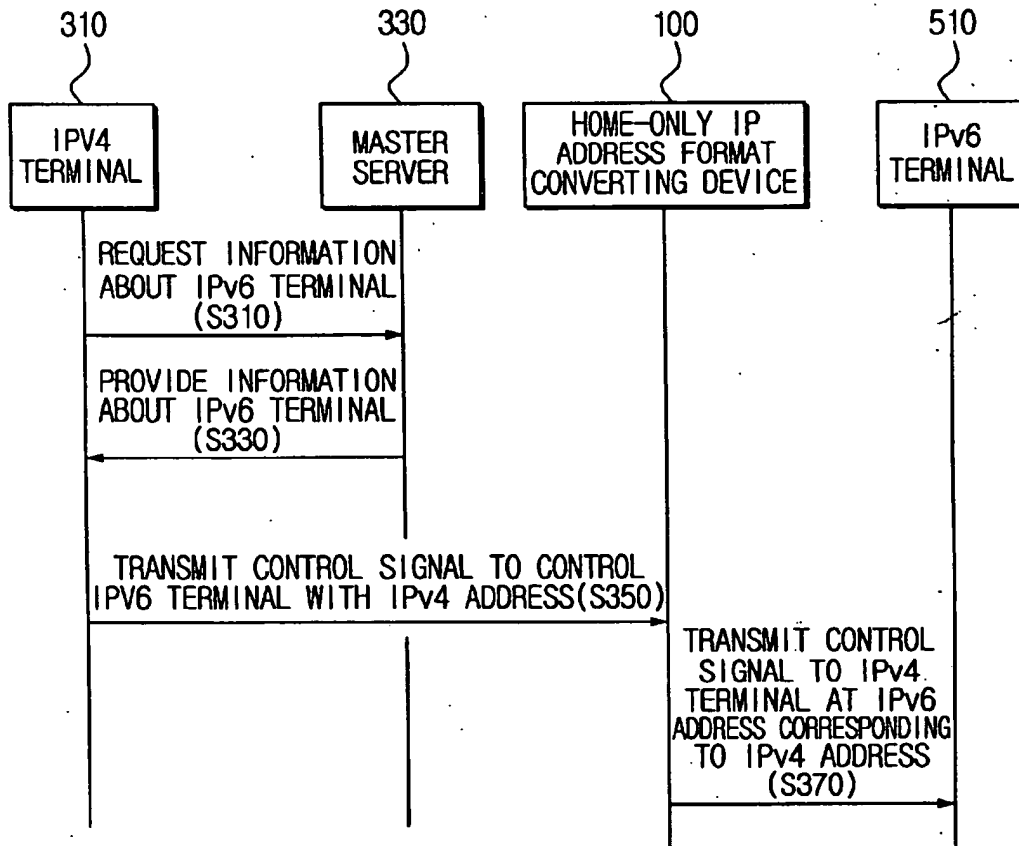 310
330
100
510
IPV4
TERMINAL
MASTER
SERVER
HOME-ONLY IP
ADDRESS FORMAT
CONVERTING DEVICE
IPv6
TERMINAL
REQUEST INFORMATION
ABOUT IPv6 TERMINAL
(S310)
PROVIDE INFORMATION
ABOUT IPv6 TERMINAL
(S330)
TRANSMIT CONTROL SIGNAL TO CONTROL
IPV6 TERMINAL WITH IPv4 ADDRESS(S350)
TRANSMIT CONTROL
SIGNAL TO IPv4
TERMINAL AT IPv6
ADDRESS CORRESPONDING
TO IPv4 ADDRESS
(S370)